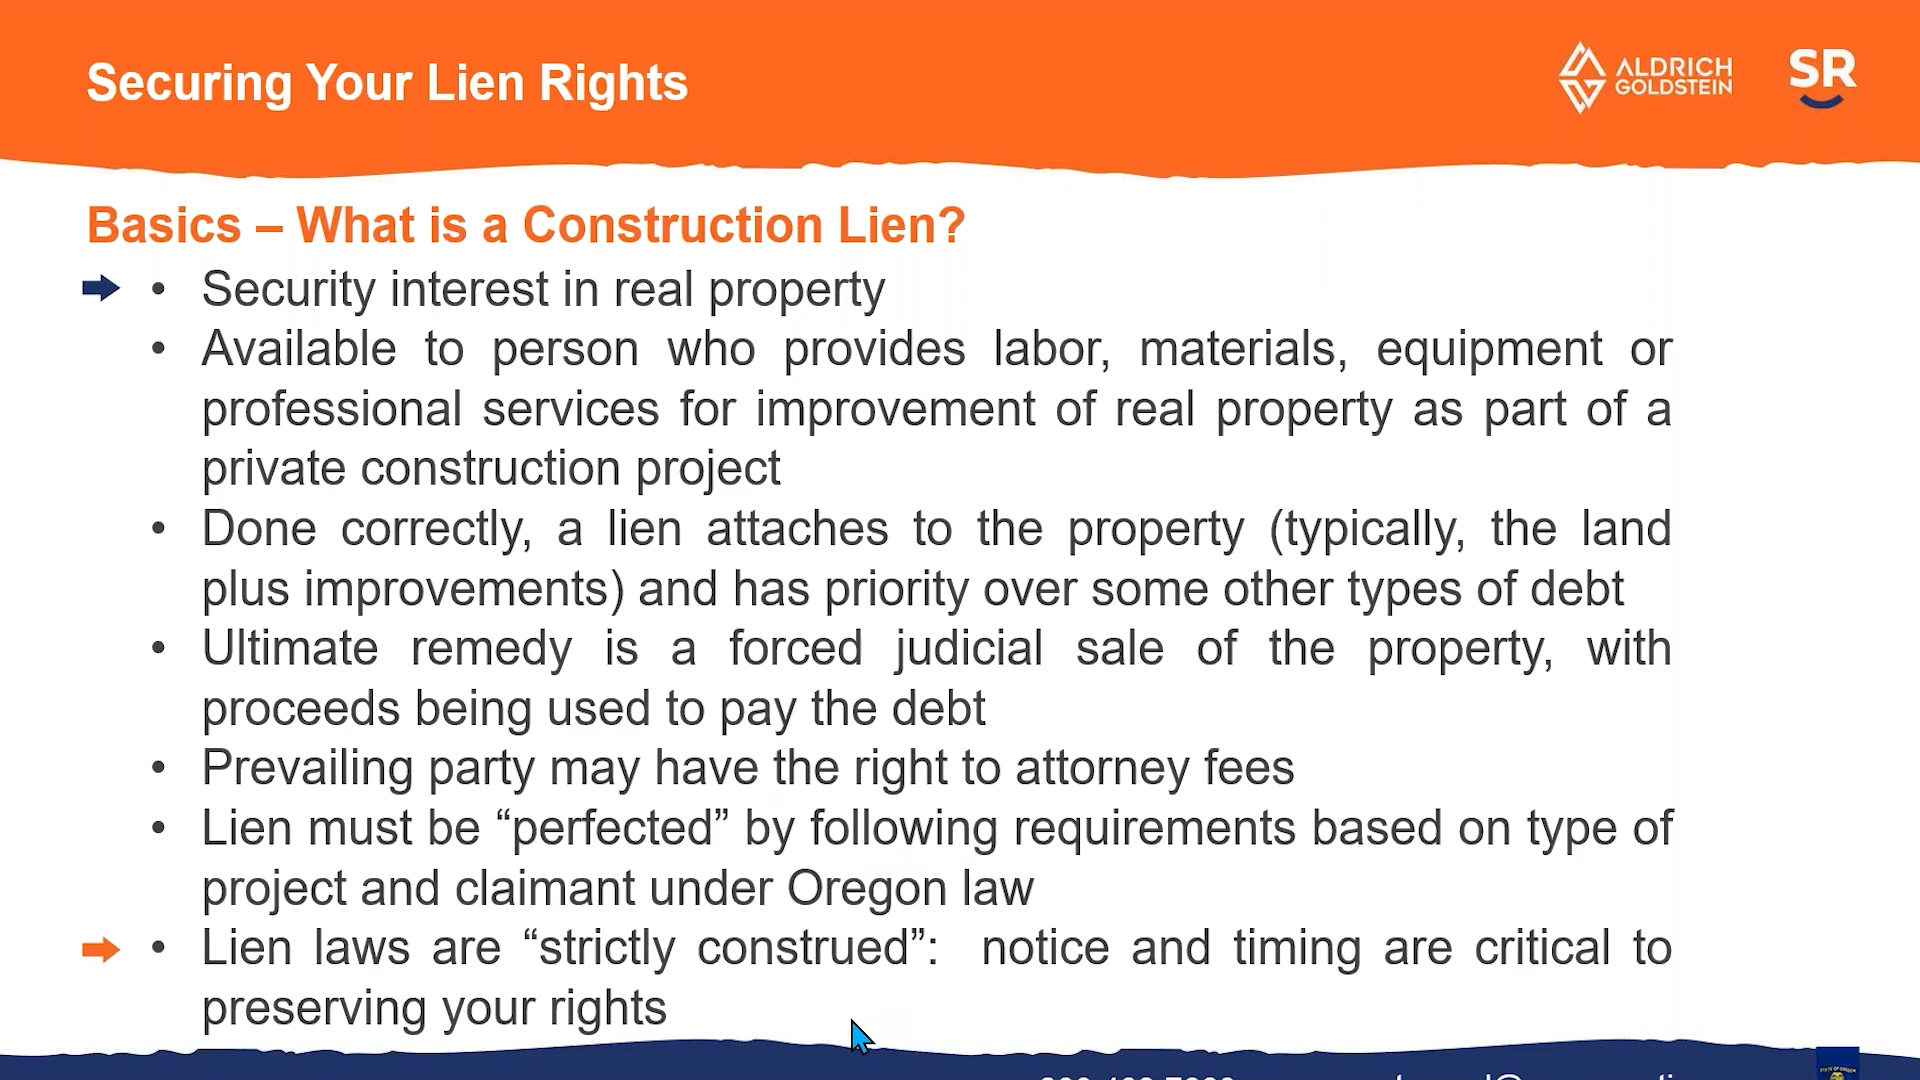 Securing Your Lien Rights
ALDRICH
GOLDSTEIN
SR
Basics – What is a Construction Lien?
• Security interest in real property
• Available to person who provides labor, materials, equipment or
professional services for improvement of real property as part of a
private construction project
• Done correctly, a lien attaches to the property (typically, the land
plus improvements) and has priority over some other types of debt
• Ultimate remedy is a forced judicial sale of the property, with
proceeds being used to pay the debt
• Prevailing party may have the right to attorney fees
• Lien must be “perfected” by following requirements based on type of
project and claimant under Oregon law
• Lien laws are “strictly construed”: notice and timing are critical to
preserving your rights
STATE OF OREGON